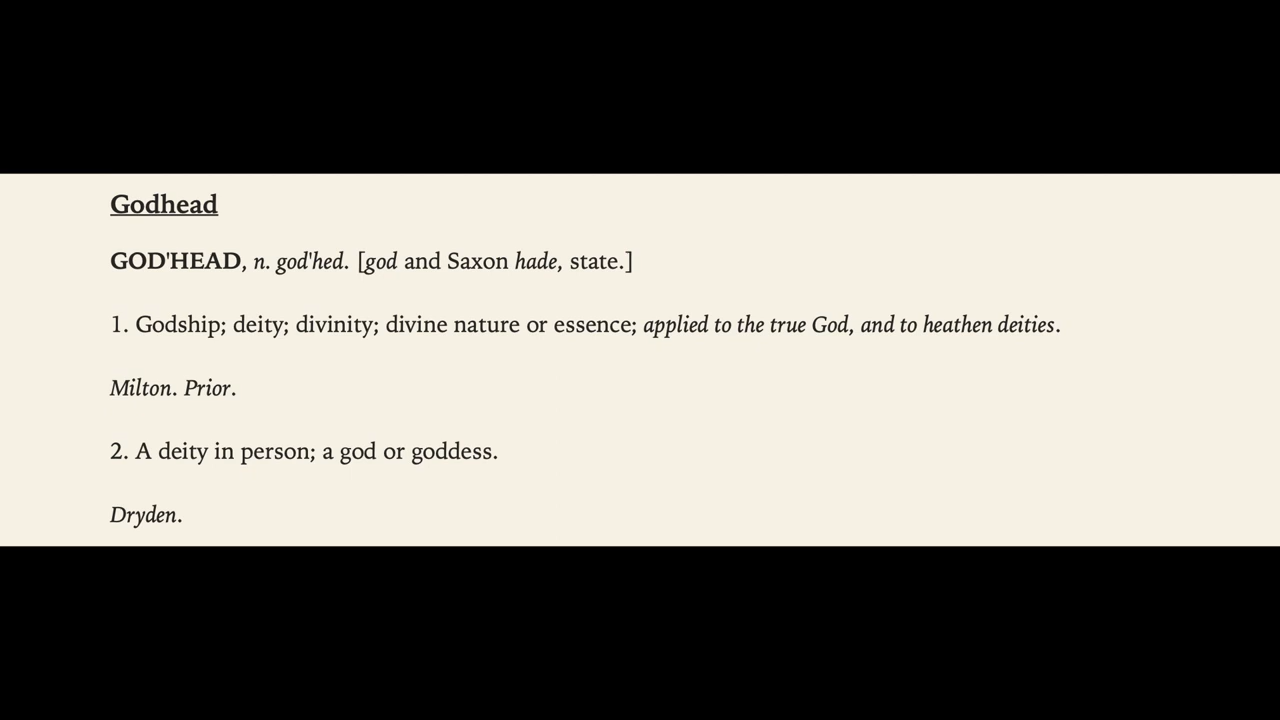 Godhead
GOD'HEAD, n. god'hed. [god and Saxon hade, state.]
1. Godship; deity; divinity; divine nature or essence; applied to the true God, and to heathen deities.
Milton. Prior.
2. A deity in person; a god or goddess.
Dryden.